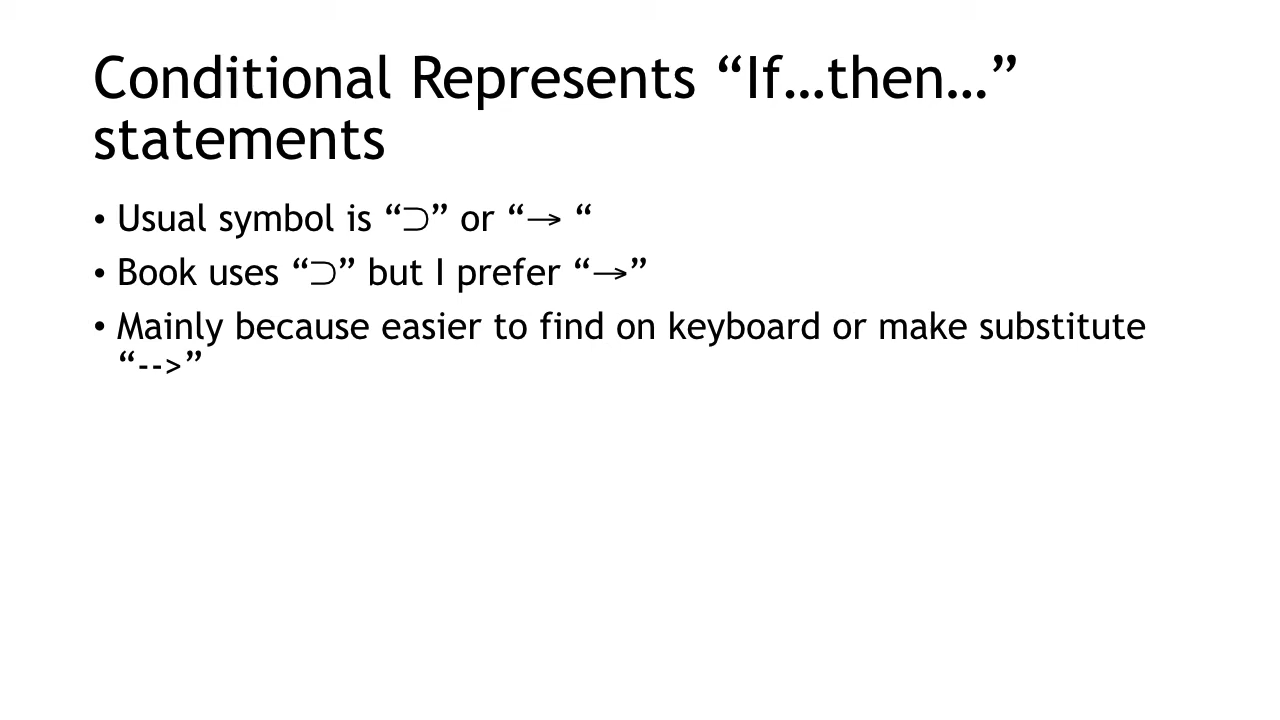 Conditional Represents “If…then…”
statements
• Usual symbol is “⊃” or “→ “
• Book uses “⊃” but I prefer “→”
• Mainly because easier to find on keyboard or make substitute
“-->”